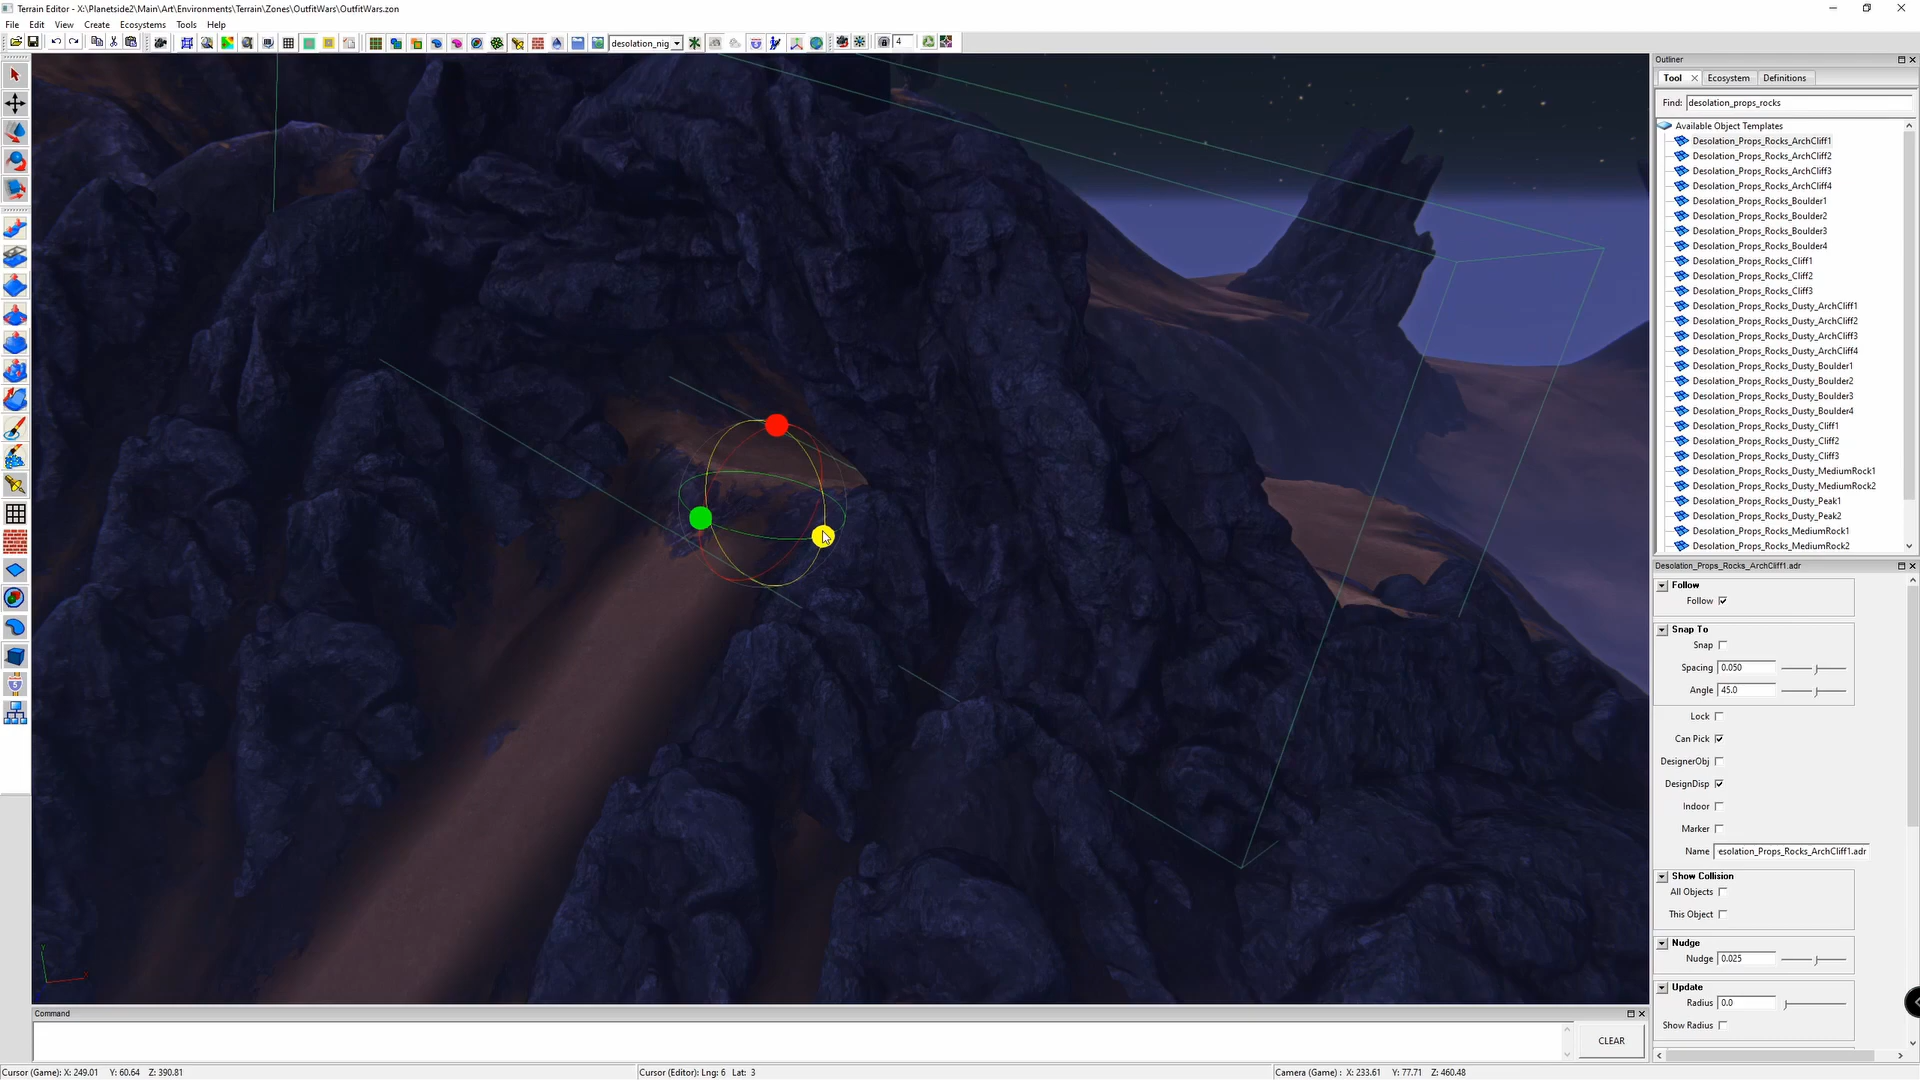 Terrain Editor - X:\Planetside2\Main\Art\Environments\Terrain\Zones\OutfitWars\OutfitWars.zon
File Edit View Create Ecosystems Tools Help
desolation_nig
4
Outliner
Tool Ecosystem Definitions
Find: desolation_props_rocks
Available Object Templates
Desolation_Props_Rocks_ArchCliff1
Desolation_Props_Rocks_ArchCliff2
Desolation_Props_Rocks_ArchCliff3
Desolation_Props_Rocks_ArchCliff4
Desolation_Props_Rocks_Boulder1
Desolation_Props_Rocks_Boulder2
Desolation_Props_Rocks_Boulder3
Desolation_Props_Rocks_Boulder4
Desolation_Props_Rocks_Cliff1
Desolation_Props_Rocks_Cliff2
Desolation_Props_Rocks_Cliff3
Desolation_Props_Rocks_Dusty_ArchCliff1
Desolation_Props_Rocks_Dusty_ArchCliff2
Desolation_Props_Rocks_Dusty_ArchCliff3
Desolation_Props_Rocks_Dusty_ArchCliff4
Desolation_Props_Rocks_Dusty_Boulder1
Desolation_Props_Rocks_Dusty_Boulder2
Desolation_Props_Rocks_Dusty_Boulder3
Desolation_Props_Rocks_Dusty_Boulder4
Desolation_Props_Rocks_Dusty_Cliff1
Desolation_Props_Rocks_Dusty_Cliff2
Desolation_Props_Rocks_Dusty_Cliff3
Desolation_Props_Rocks_Dusty_MediumRock1
Desolation_Props_Rocks_Dusty_MediumRock2
Desolation_Props_Rocks_Dusty_Peak1
Desolation_Props_Rocks_Dusty_Peak2
Desolation_Props_Rocks_MediumRock1
Desolation_Props_Rocks_MediumRock2
Desolation_Props_Rocks_ArchCliff1.adr
Follow
Follow
Snap To
Snap
Spacing 0.050
Angle 45.0
Lock
Can Pick
DesignerObj
DesignDisp
Indoor
Marker
Name esolation_Props_Rocks_ArchCliff1.adr
Show Collision
All Objects
This Object
Nudge
Nudge 0.025
Update
Radius 0.0
Show Radius
Command
CLEAR
Cursor (Game): X: 249.01 Y: 60.64 Z: 390.81
Cursor (Editor): Lng: 6 Lat: 3
Camera (Game) : X: 233.61 Y: 77.71 Z: 460.48